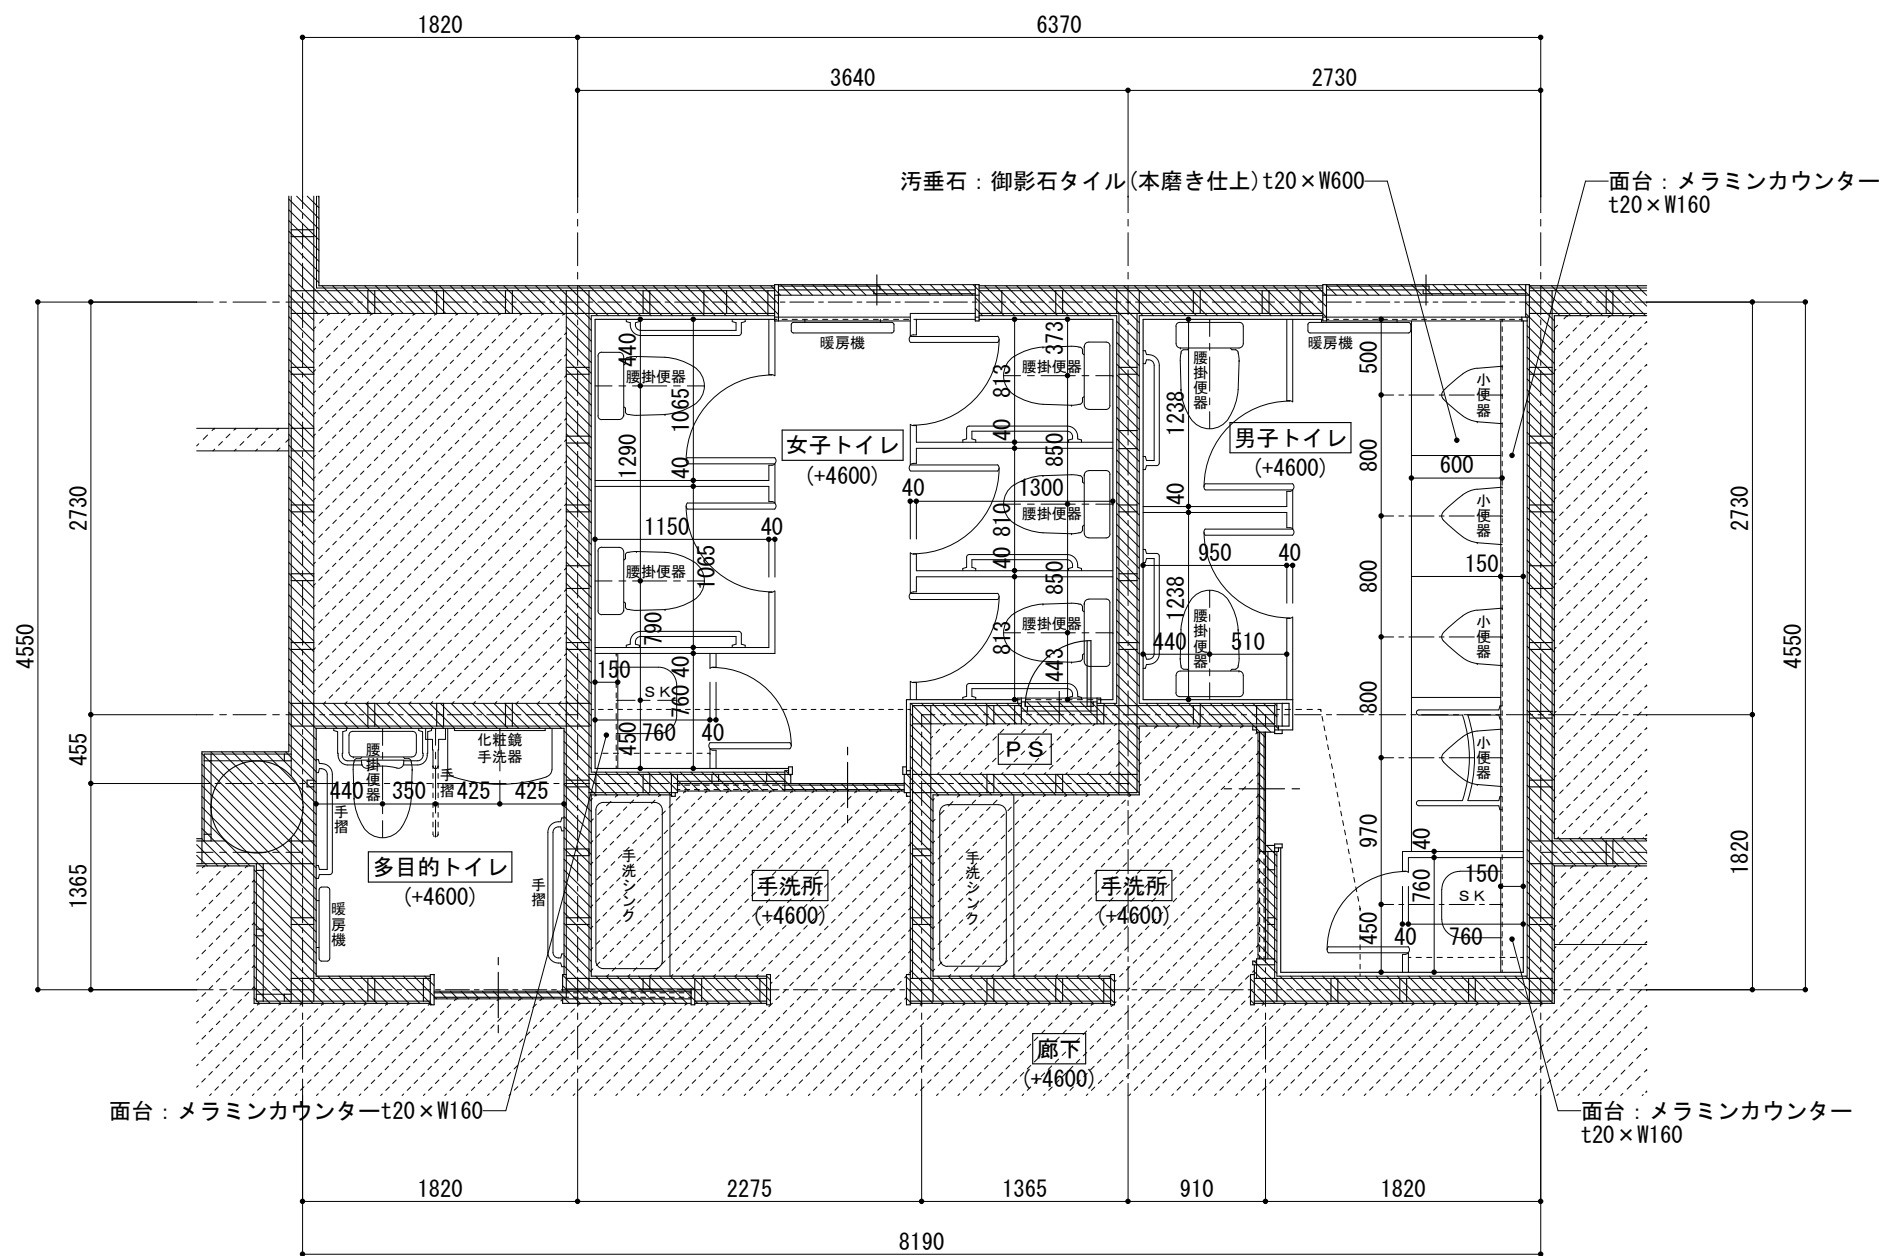 1820
6370
3640
2730
汚垂石：御影石タイル(本磨き仕上)t20×W600
面台：メラミンカウンター
t20×W160
4550
2730
455
1365
440
腰掛便器
1065
1290
40
1150
40
1065
腰掛便器
790
150
40
SK
760
760
450
40
暖房機
女子トイレ
(+4600)
373
813
腰掛便器
40
850
40
1300
810
腰掛便器
40
850
813
腰掛便器
443
腰掛便器
1238
40
950
40
1238
440
510
腰掛便器
暖房機
男子トイレ
(+4600)
500
800
600
800
150
800
970
450
小便器
小便器
小便器
小便器
40
760
150
SK
40
760
2730
1820
4550
PS
腰掛便器
化粧鏡
手洗器
手摺
440
350
425
425
手摺
多目的トイレ
(+4600)
手摺
暖房機
手洗シンク
手洗所
(+4600)
手洗シンク
手洗所
(+4600)
廊下
(+4600)
面台：メラミンカウンターt20×W160
面台：メラミンカウンター
t20×W160
1820
2275
1365
910
1820
8190